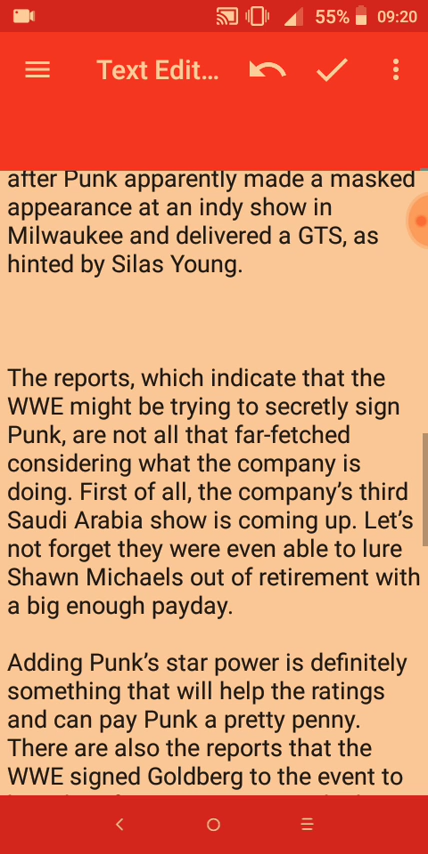 55% 09:20
Text Edit...
after Punk apparently made a masked
appearance at an indy show in
Milwaukee and delivered a GTS, as
hinted by Silas Young.
The reports, which indicate that the
WWE might be trying to secretly sign
Punk, are not all that far-fetched
considering what the company is
doing. First of all, the company’s third
Saudi Arabia show is coming up. Let’s
not forget they were even able to lure
Shawn Michaels out of retirement with
a big enough payday.
Adding Punk’s star power is definitely
something that will help the ratings
and can pay Punk a pretty penny.
There are also the reports that the
WWE signed Goldberg to the event to